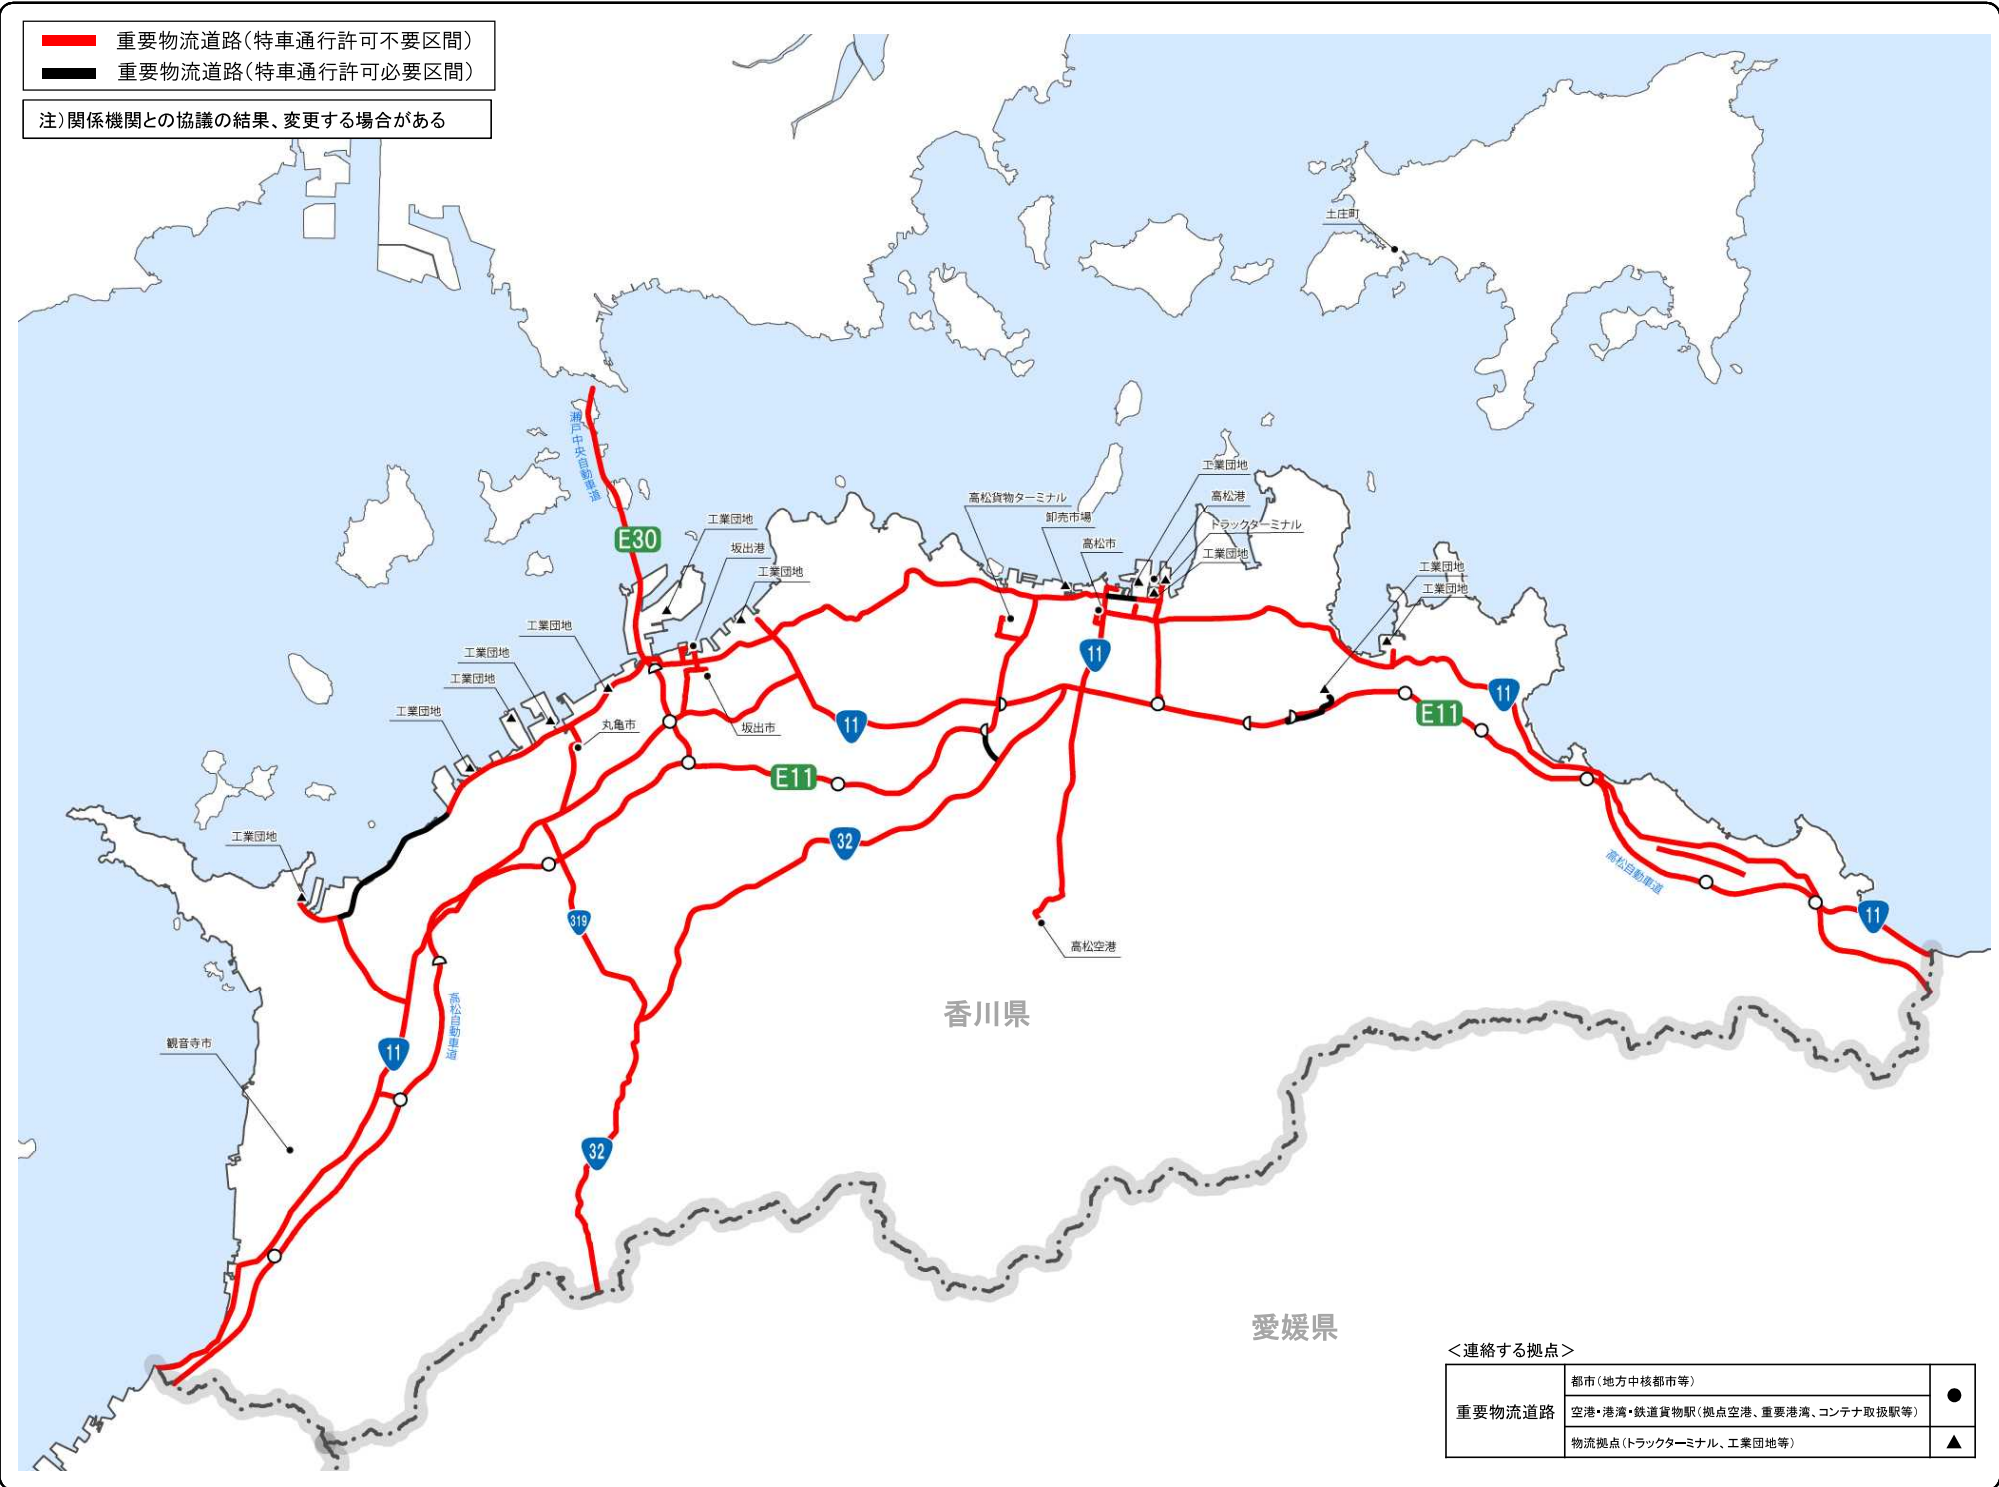 重要物流道路(特車通行許可不要区間)
重要物流道路(特車通行許可必要区間)
注)関係機関との協議の結果、変更する場合がある
土庄町
瀬戸中央自動車道
E30
工業団地
坂出港
工業団地
高松貨物ターミナル
卸売市場
高松市
工業団地
高松港
トラックターミナル
工業団地
工業団地
工業団地
工業団地
工業団地
工業団地
工業団地
丸亀市
坂出市
11
11
11
E11
E11
32
工業団地
319
高松自動車道
11
高松空港
香川県
高松自動車道
観音寺市
11
32
愛媛県
<連絡する拠点>
重要物流道路
都市(地方中核都市等)
●
空港・港湾・鉄道貨物駅(拠点空港、重要港湾、コンテナ取扱駅等)
物流拠点(トラックターミナル、工業団地等)
▲